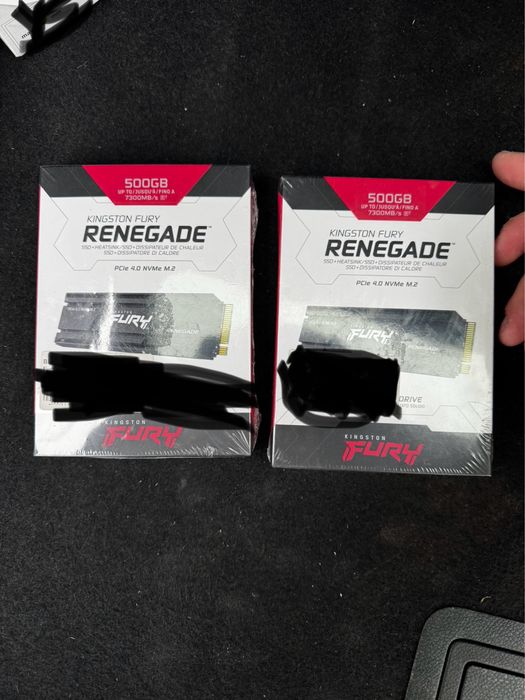 500GB
UP TO/JUSQU'À/FINO A
7300MB/s
KINGSTON FURY
RENEGADE™
SSD+HEATSINK/SSD+DISSIPATEUR DE CHALEUR
SSD+DISSIPATORE DI CALORE
PCIe 4.0 NVMe M.2
FURY
RENEGADE
KINGSTON
FURY
500GB
UP TO/JUSQU'À/FINO A
7300MB/s
KINGSTON FURY
RENEGADE™
SSD+HEATSINK/SSD+DISSIPATEUR DE CHALEUR
SSD+DISSIPATORE DI CALORE
PCIe 4.0 NVMe M.2
FURY
RENEGADE
DRIVE
KINGSTON
FURY